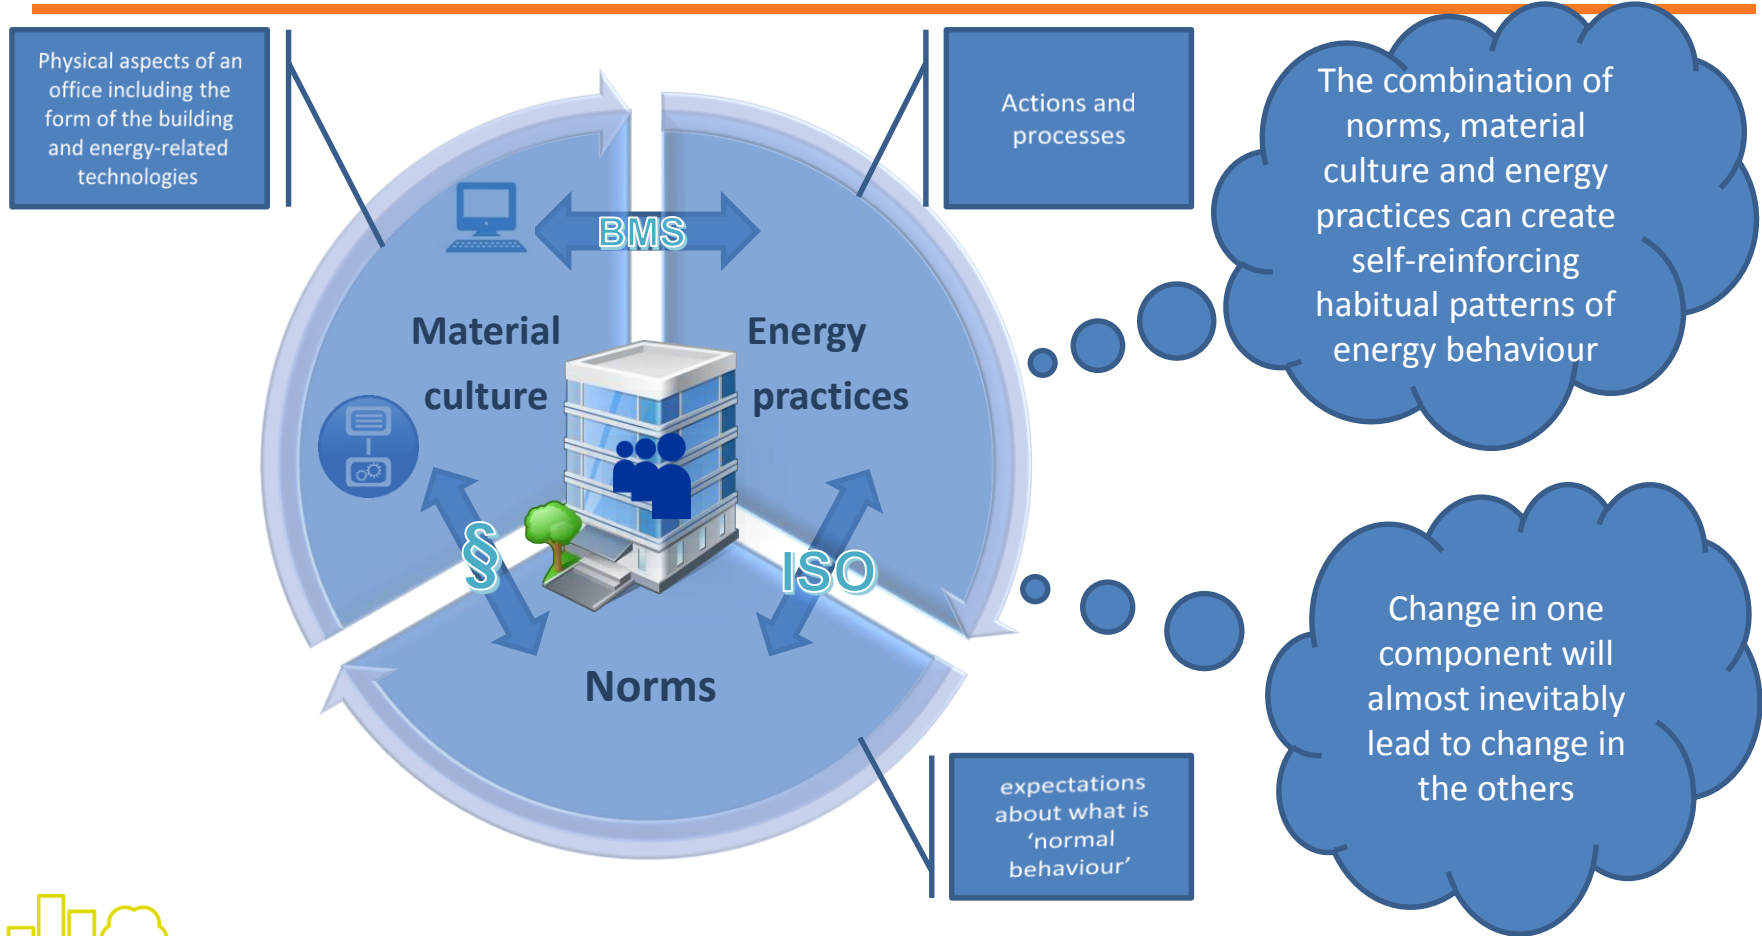 Physical aspects of an
office including the
form of the building
and energy-related
technologies
Actions and
processes
The combination of
norms, material
culture and energy
practices can create
self-reinforcing
habitual patterns of
energy behaviour
BMS
Material
culture
Energy
practices
§
ISO
Norms
Change in one
component will
almost inevitably
lead to change in
the others
expectations
about what is
‘normal
behaviour’